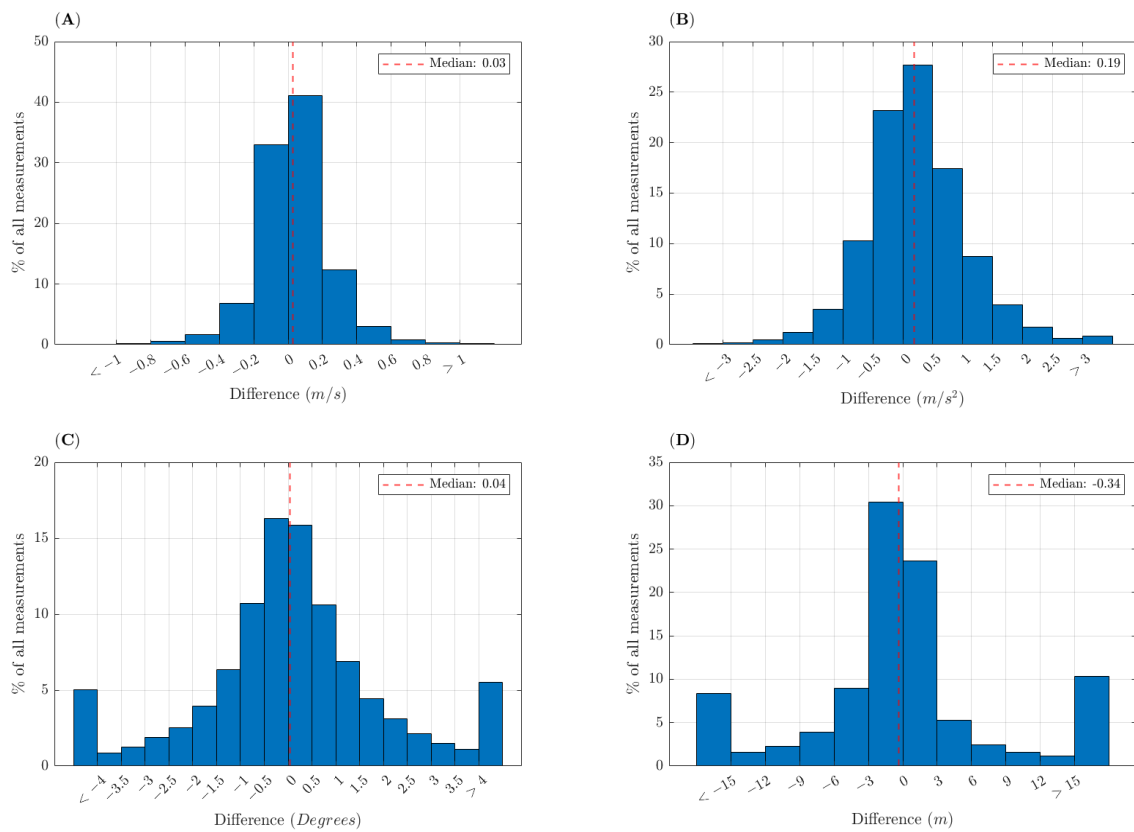 (A)
50
40
30
20
10
0
% of all measurements
Median: 0.03
< −1 −0.8 −0.6 −0.4 −0.2 0 0.2 0.4 0.6 0.8 > 1
Difference (m/s)
(B)
30
25
20
15
10
5
0
% of all measurements
Median: 0.19
< −3 −2.5 −2 −1.5 −1 −0.5 0 0.5 1 1.5 2 2.5 > 3
Difference (m/s²)
(C)
20
15
10
5
0
% of all measurements
Median: 0.04
< −4 −3.5 −3 −2.5 −2 −1.5 −1 −0.5 0 0.5 1 1.5 2 2.5 3 3.5 > 4
Difference (Degrees)
(D)
35
30
25
20
15
10
5
0
% of all measurements
Median: -0.34
< −15 −12 −9 −6 −3 0 3 6 9 12 > 15
Difference (m)